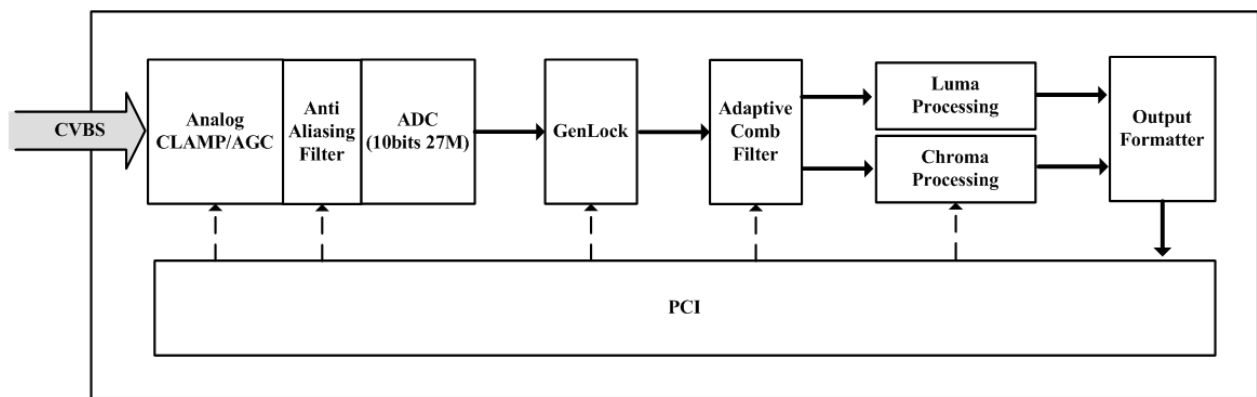 CVBS
Analog
CLAMP/AGC
Anti
Aliasing
Filter
ADC
(10bits 27M)
GenLock
Adaptive
Comb
Filter
Luma
Processing
Chroma
Processing
Output
Formatter
PCI